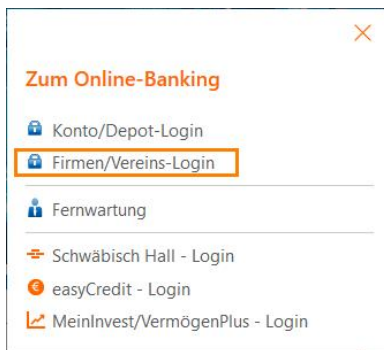 Zum Online-Banking
Konto/Depot-Login
Firmen/Vereins-Login
Fernwartung
Schwäbisch Hall - Login
easyCredit - Login
MeinInvest/VermögenPlus - Login